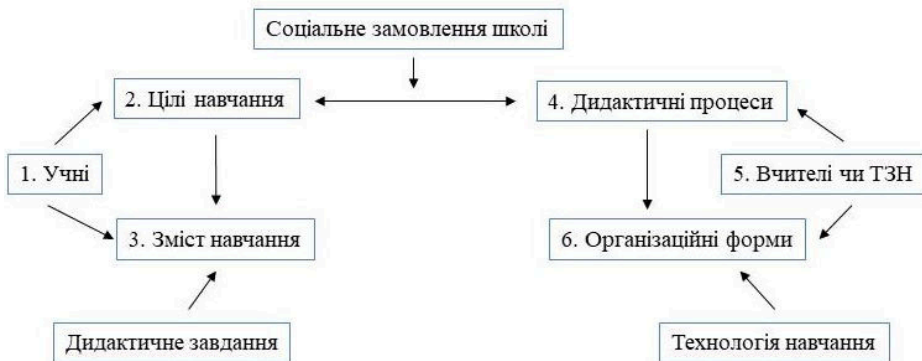 Соціальне замовлення школі
2. Цілі навчання
4. Дидактичні процеси
1. Учні
5. Вчителі чи ТЗН
3. Зміст навчання
6. Організаційні форми
Дидактичне завдання
Технологія навчання